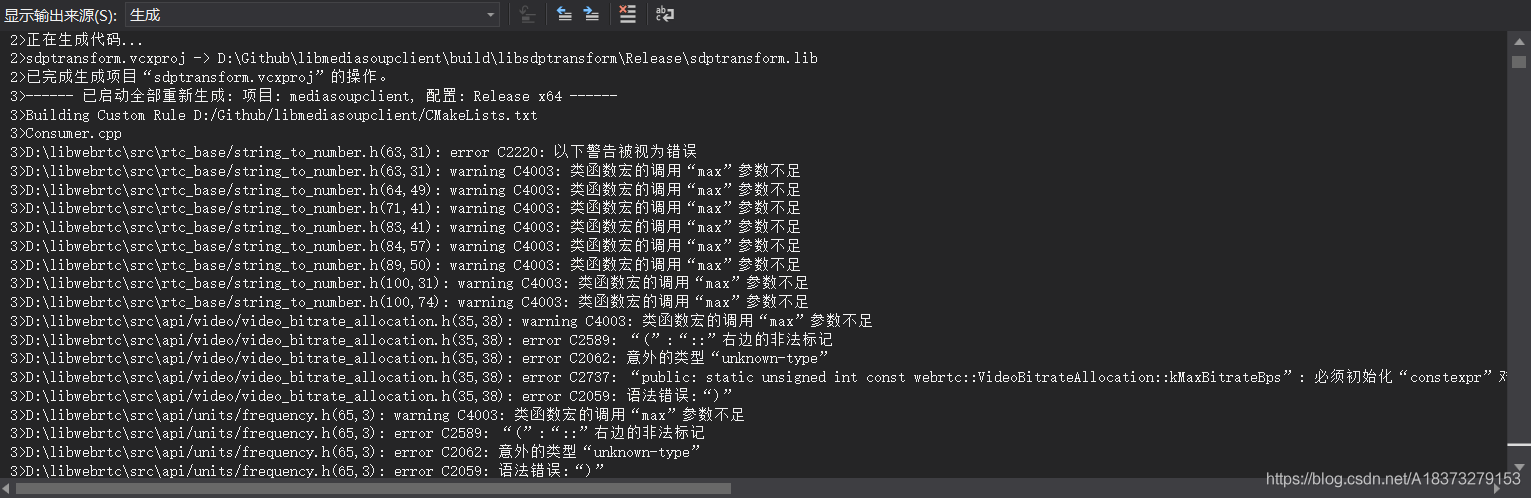 显示输出来源(S): 生成
2>正在生成代码...
2>sdptransform.vcxproj -> D:\Github\libmediasoupclient\build\libsdptransform\Release\sdptransform.lib
2>已完成生成项目“sdptransform.vcxproj”的操作。
3>------ 已启动全部重新生成: 项目: mediasoupclient, 配置: Release x64 ------
3>Building Custom Rule D:/Github/libmediasoupclient/CMakeLists.txt
3>Consumer.cpp
3>D:\libwebrtc\src\rtc_base/string_to_number.h(63,31): error C2220: 以下警告被视为错误
3>D:\libwebrtc\src\rtc_base/string_to_number.h(63,31): warning C4003: 类函数宏的调用“max”参数不足
3>D:\libwebrtc\src\rtc_base/string_to_number.h(64,49): warning C4003: 类函数宏的调用“max”参数不足
3>D:\libwebrtc\src\rtc_base/string_to_number.h(71,41): warning C4003: 类函数宏的调用“max”参数不足
3>D:\libwebrtc\src\rtc_base/string_to_number.h(83,41): warning C4003: 类函数宏的调用“max”参数不足
3>D:\libwebrtc\src\rtc_base/string_to_number.h(84,57): warning C4003: 类函数宏的调用“max”参数不足
3>D:\libwebrtc\src\rtc_base/string_to_number.h(89,50): warning C4003: 类函数宏的调用“max”参数不足
3>D:\libwebrtc\src\rtc_base/string_to_number.h(100,31): warning C4003: 类函数宏的调用“max”参数不足
3>D:\libwebrtc\src\rtc_base/string_to_number.h(100,74): warning C4003: 类函数宏的调用“max”参数不足
3>D:\libwebrtc\src\api/video/video_bitrate_allocation.h(35,38): warning C4003: 类函数宏的调用“max”参数不足
3>D:\libwebrtc\src\api/video/video_bitrate_allocation.h(35,38): error C2589: “(”:“::”右边的非法标记
3>D:\libwebrtc\src\api/video/video_bitrate_allocation.h(35,38): error C2062: 意外的类型“unknown-type”
3>D:\libwebrtc\src\api/video/video_bitrate_allocation.h(35,38): error C2737: “public: static unsigned int const webrtc::VideoBitrateAllocation::kMaxBitrateBps”: 必须初始化“constexpr”对
3>D:\libwebrtc\src\api/video/video_bitrate_allocation.h(35,38): error C2059: 语法错误:“)”
3>D:\libwebrtc\src\api/units/frequency.h(65,3): warning C4003: 类函数宏的调用“max”参数不足
3>D:\libwebrtc\src\api/units/frequency.h(65,3): error C2589: “(”:“::”右边的非法标记
3>D:\libwebrtc\src\api/units/frequency.h(65,3): error C2062: 意外的类型“unknown-type”
3>D:\libwebrtc\src\api/units/frequency.h(65,3): error C2059: 语法错误:“)”
https://blog.csdn.net/A18373279153